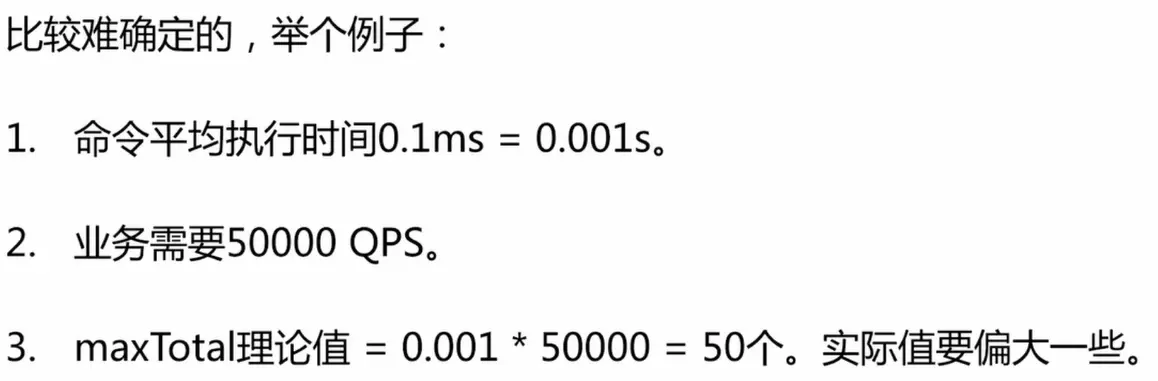 比较难确定的，举个例子：
1. 命令平均执行时间0.1ms = 0.001s。
2. 业务需要50000 QPS。
3. maxTotal理论值 = 0.001 * 50000 = 50个。实际值要偏大一些。